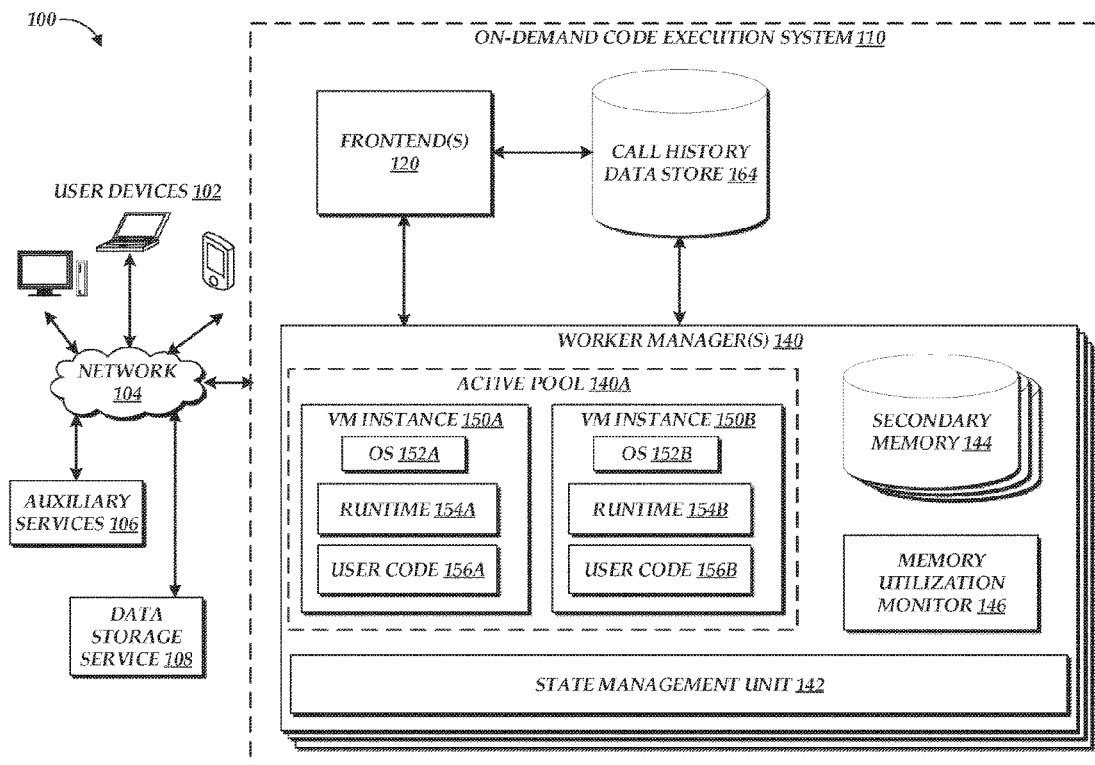 100
ON-DEMAND CODE EXECUTION SYSTEM 110
FRONTEND(S)
120
CALL HISTORY
DATA STORE 164
USER DEVICES 102
NETWORK
104
AUXILIARY
SERVICES 106
DATA
STORAGE
SERVICE 108
WORKER MANAGER(S) 140
ACTIVE POOL 140A
VM INSTANCE 150A
OS 152A
RUNTIME 154A
USER CODE 156A
VM INSTANCE 150B
OS 152B
RUNTIME 154B
USER CODE 156B
SECONDARY
MEMORY 144
MEMORY
UTILIZATION
MONITOR 146
STATE MANAGEMENT UNIT 142